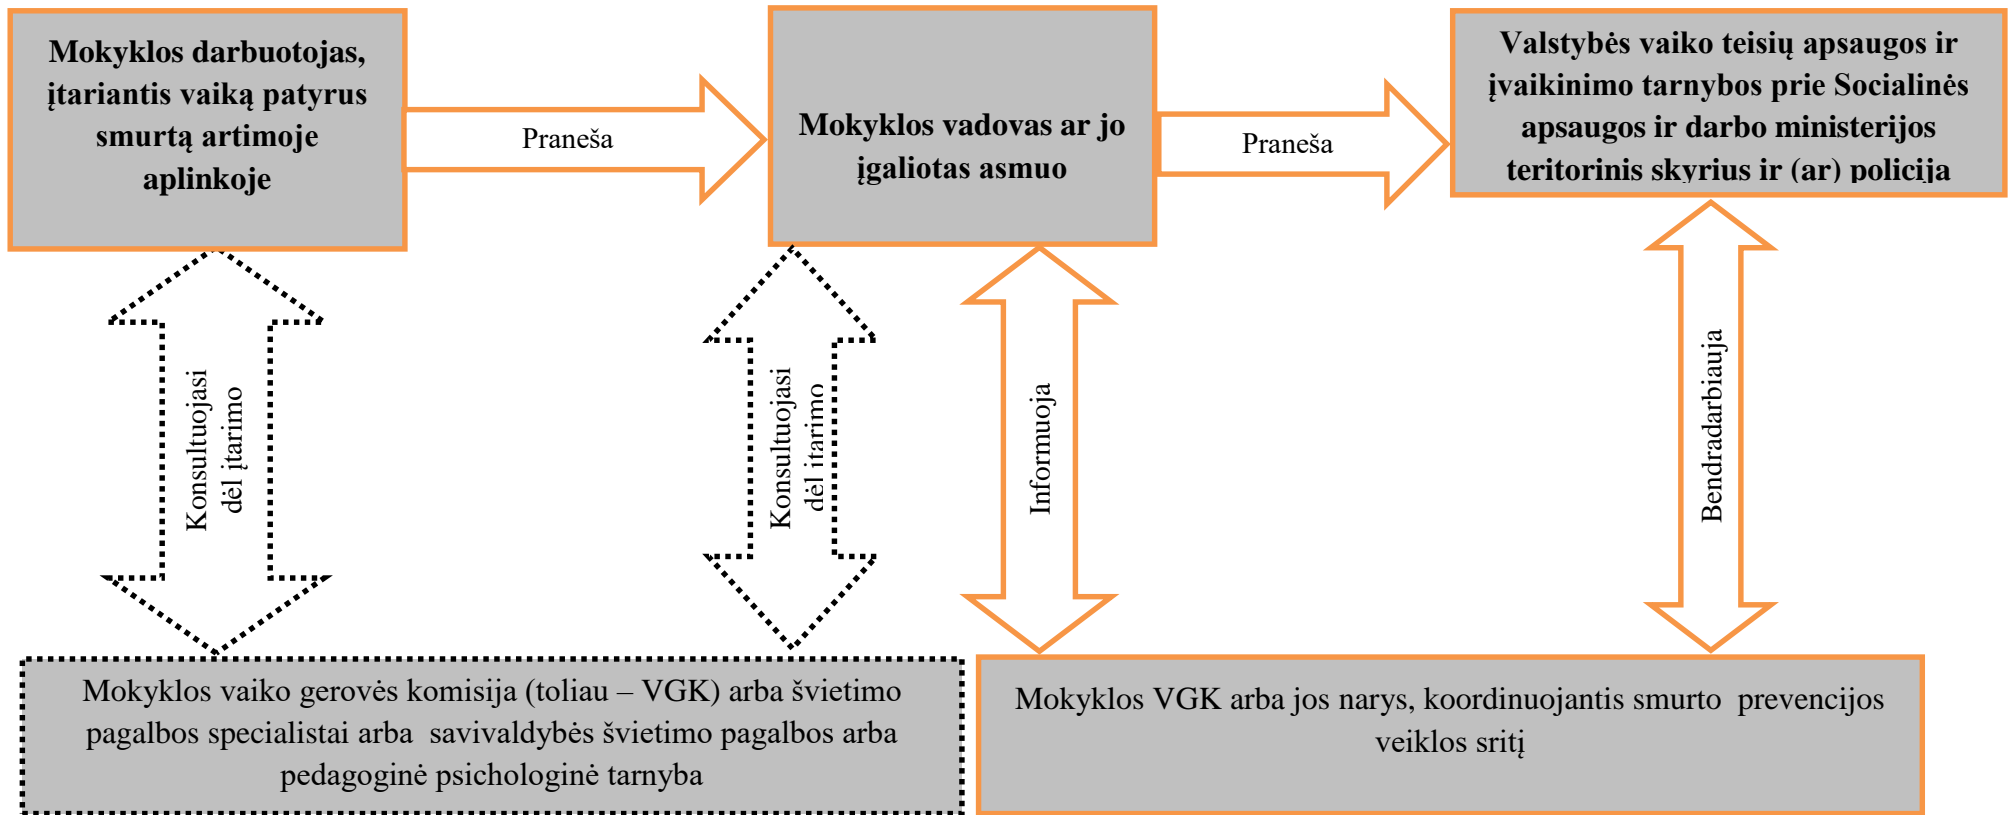 Mokyklos darbuotojas,
įtariantis vaiką patyrus
smurtą artimoje
aplinkoje
Praneša
Mokyklos vadovas ar jo
įgaliotas asmuo
Praneša
Valstybės vaiko teisių apsaugos ir
įvaikinimo tarnybos prie Socialinės
apsaugos ir darbo ministerijos
teritorinis skyrius ir (ar) policija
Konsultuojasi
dėl įtarimo
Konsultuojasi
dėl įtarimo
Informuoja
Bendradarbiauja
Mokyklos vaiko gerovės komisija (toliau – VGK) arba švietimo
pagalbos specialistai arba savivaldybės švietimo pagalbos arba
pedagoginė psichologinė tarnyba
Mokyklos VGK arba jos narys, koordinuojantis smurto prevencijos
veiklos sritį